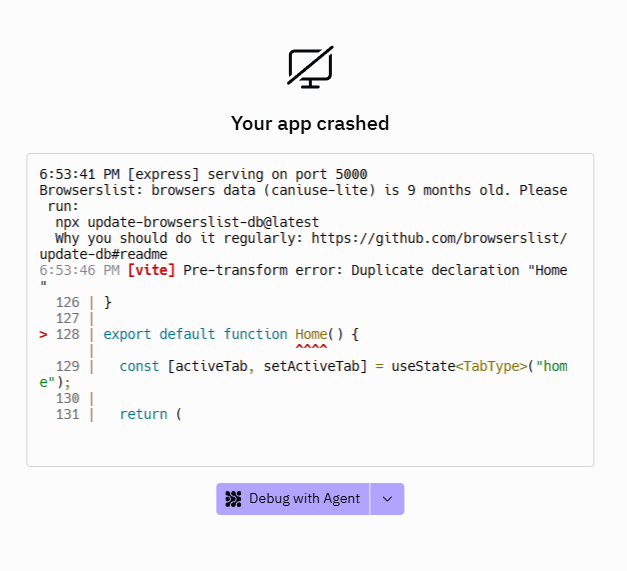 Your app crashed
6:53:41 PM [express] serving on port 5000
Browserslist: browsers data (caniuse-lite) is 9 months old. Please
 run:
  npx update-browserslist-db@latest
  Why you should do it regularly: https://github.com/browserslist/
update-db#readme
6:53:46 PM [vite] Pre-transform error: Duplicate declaration "Home
"
  126 | }
  127 |
> 128 | export default function Home() {
      |                         ^^^^
  129 |   const [activeTab, setActiveTab] = useState<TabType>("hom
e");
  130 |
  131 |   return (
Debug with Agent